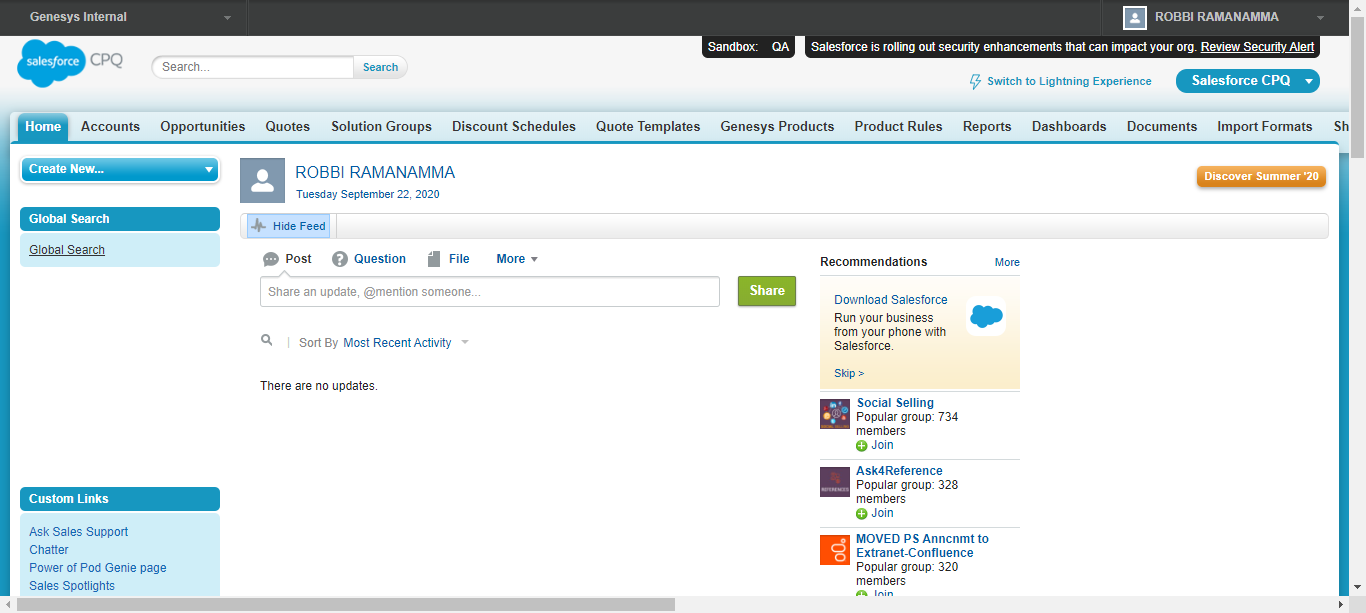 Genesys Internal
ROBBI RAMANAMMA
salesforce CPQ
Search...
Search
Sandbox: QA
Salesforce is rolling out security enhancements that can impact your org. Review Security Alert
Switch to Lightning Experience
Salesforce CPQ
Home Accounts Opportunities Quotes Solution Groups Discount Schedules Quote Templates Genesys Products Product Rules Reports Dashboards Documents Import Formats Sh
Create New...
Global Search
Global Search
Custom Links
Ask Sales Support
Chatter
Power of Pod Genie page
Sales Spotlights
ROBBI RAMANAMMA
Tuesday September 22, 2020
Discover Summer '20
Hide Feed
Post Question File More
Share an update, @mention someone...
Share
Sort By Most Recent Activity
There are no updates.
Recommendations More
Download Salesforce
Run your business
from your phone with
Salesforce.
Skip >
Social Selling
Popular group: 734
members
Join
Ask4Reference
Popular group: 328
members
Join
MOVED PS Anncnmt to
Extranet-Confluence
Popular group: 320
members
Join